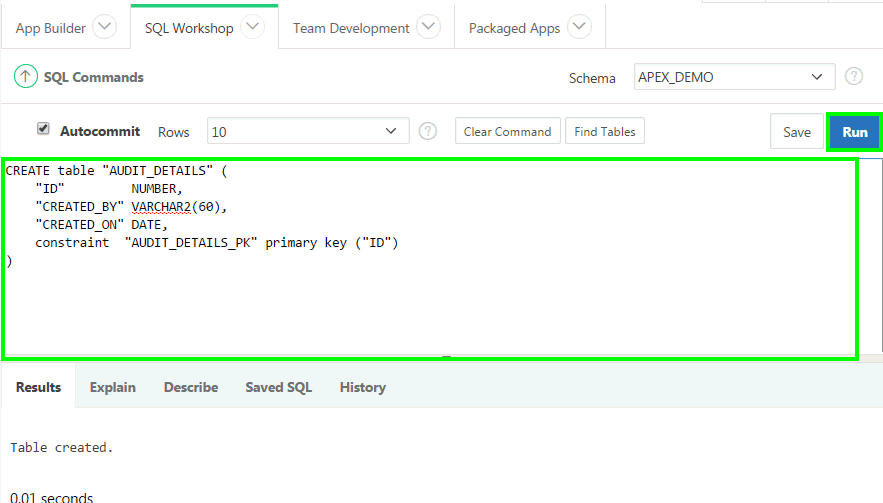 App Builder SQL Workshop Team Development Packaged Apps
SQL Commands Schema APEX_DEMO ?
Autocommit Rows 10 ? Clear Command Find Tables Save Run
CREATE table "AUDIT_DETAILS" (
    "ID"         NUMBER,
    "CREATED_BY" VARCHAR2(60),
    "CREATED_ON" DATE,
    constraint  "AUDIT_DETAILS_PK" primary key ("ID")
)
Results Explain Describe Saved SQL History
Table created.
0.01 seconds